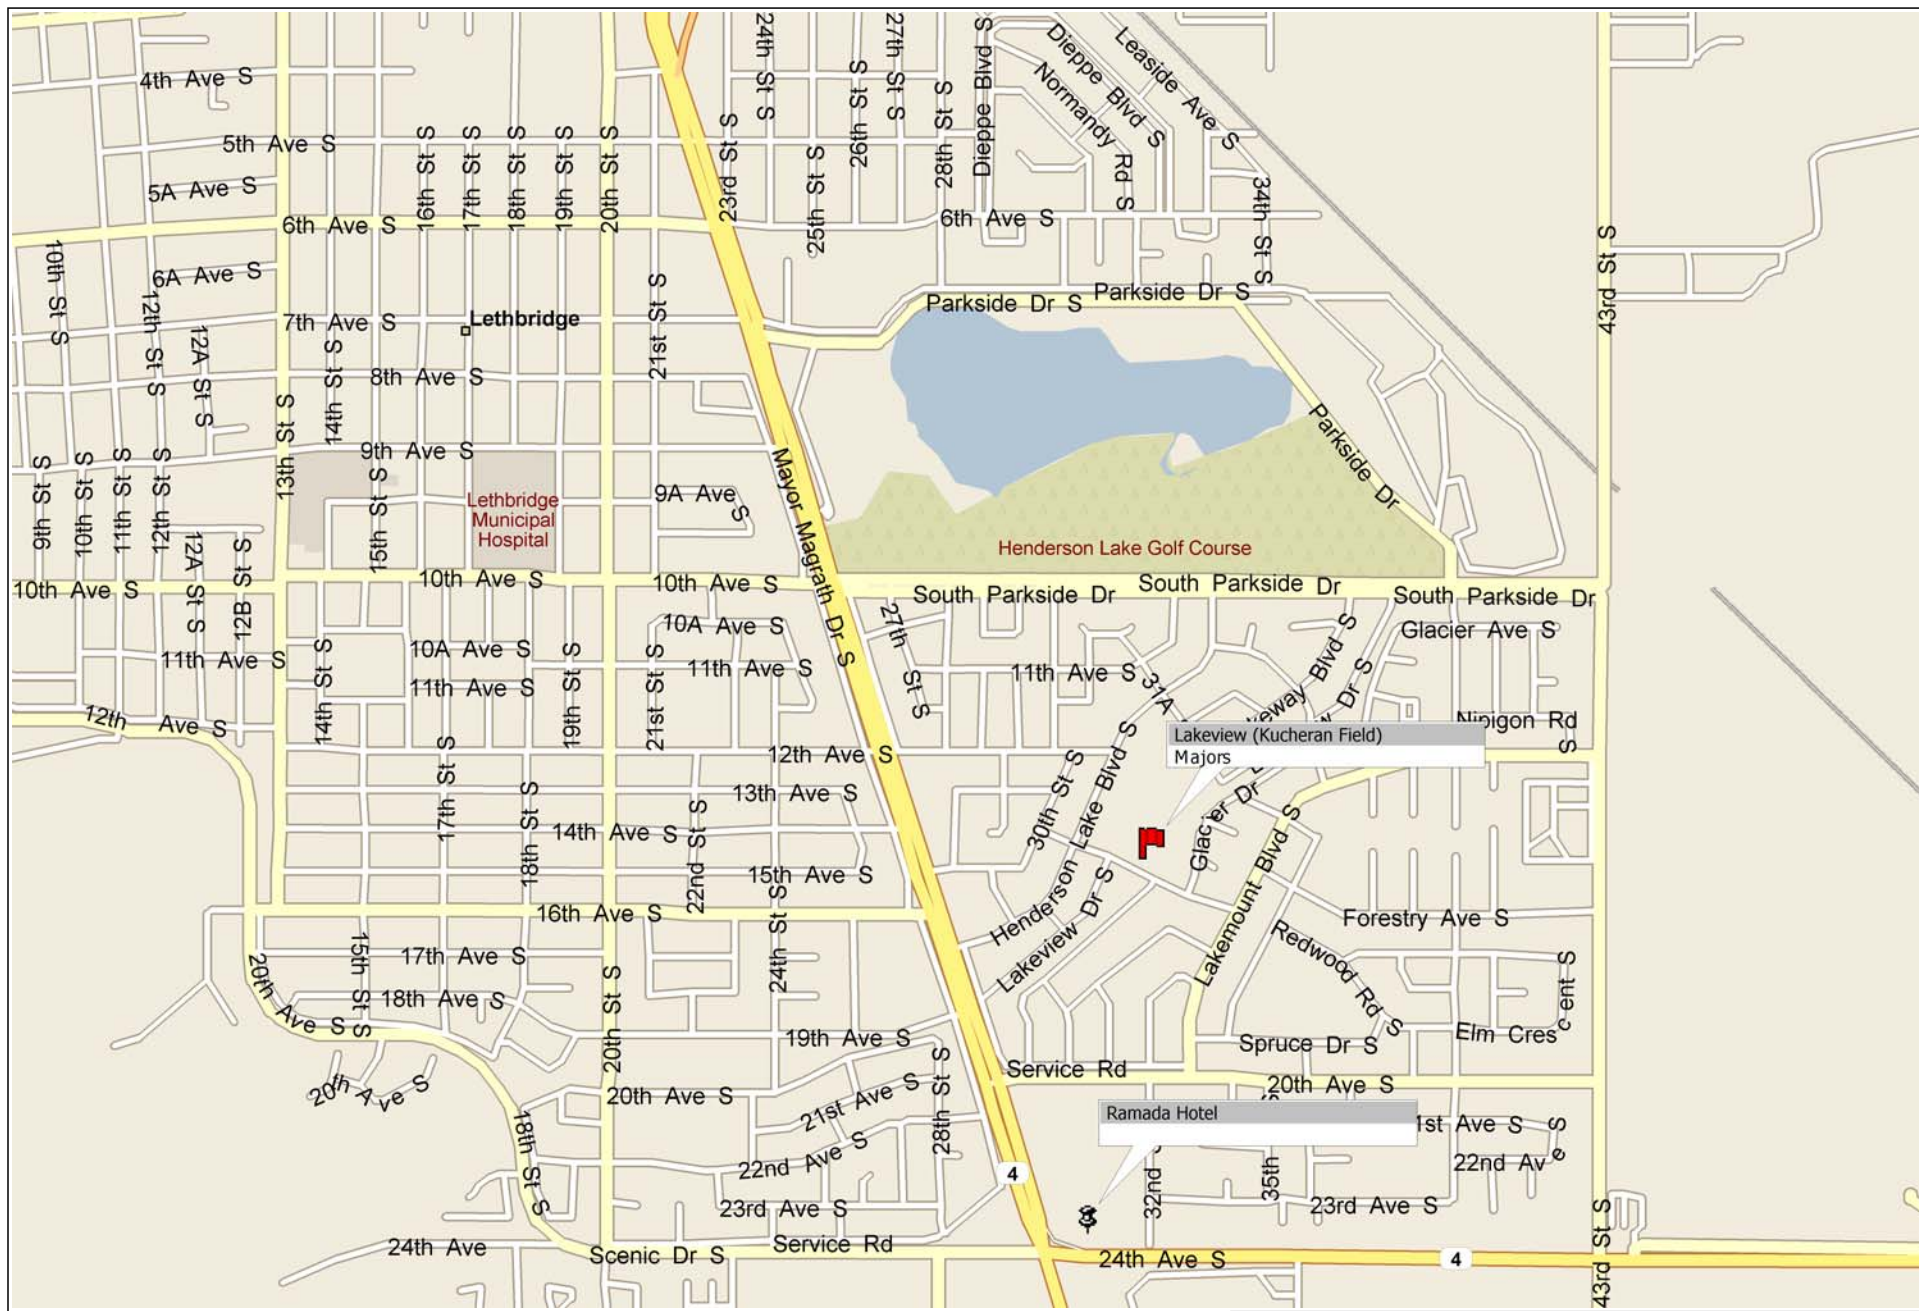 24th St S
27th St S
Dieppe Blvd S
Dieppe Blvd S
Leaside Ave S
4th Ave S
26th St S
Normandy Rd S
5th Ave S
16th St S
17th St S
18th St S
19th St S
20th St S
23rd St S
25th St S
28th St S
5A Ave S
34th St S
6th Ave S
6th Ave S
43rd St S
10th St S
6A Ave S
12th St S
21st St S
Parkside Dr S
Parkside Dr S
7th Ave S
Lethbridge
12A St S
14th St S
8th Ave S
13th St S
Parkside Dr
9th Ave S
9th St S
10th St S
11th St S
12th St S
15th St S
Lethbridge
Municipal
Hospital
9A Ave S
Mayor Magrath Dr S
Henderson Lake Golf Course
12A St S
12B St S
10th Ave S
10th Ave S
10th Ave S
South Parkside Dr
South Parkside Dr
South Parkside Dr
27th St S
10A Ave S
Glacier Ave S
11th Ave S
14th St S
10A Ave S
19th St S
21st St S
11th Ave S
11th Ave S
31A
11th Ave S
12th Ave S
keway Blvd S
w Dr S
Nipigon Rd S
Lakeview (Kucheran Field)
Majors
17th St S
12th Ave S
30th St S
Henderson Lake Blvd S
18th St S
13th Ave S
22nd St S
14th Ave S
Glacier Dr
Lakemount Blvd S
15th Ave S
24th St S
Lakeview Dr S
16th Ave S
Forestry Ave S
15th St S
17th Ave S
20th St S
Redwood Rd S
Elm Crescent S
20th Ave S
18th Ave S
19th Ave S
Spruce Dr S
Service Rd
20th Ave S
20th Ave S
20th Ave S
21st Ave S
28th St S
Ramada Hotel
1st Ave S
18th St S
22nd Ave S
4
32nd
35th
22nd Ave S
23rd Ave S
23rd Ave S
43rd St S
24th Ave
Scenic Dr S
Service Rd
24th Ave S
4